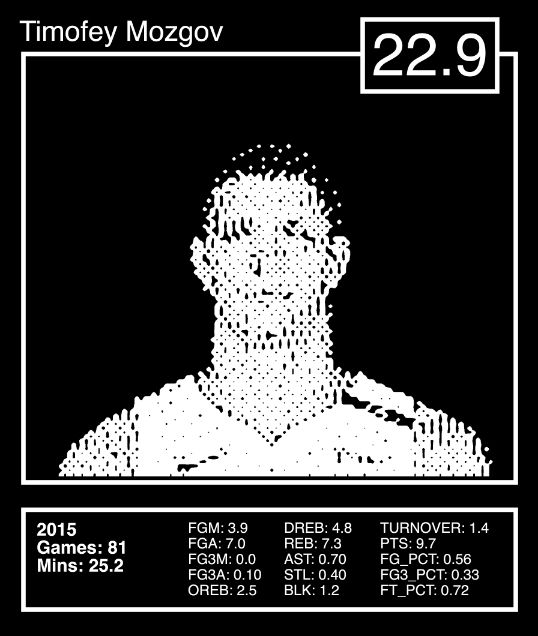 Timofey Mozgov
22.9
2015
Games: 81
Mins: 25.2
FGM: 3.9
FGA: 7.0
FG3M: 0.0
FG3A: 0.10
OREB: 2.5
DREB: 4.8
REB: 7.3
AST: 0.70
STL: 0.40
BLK: 1.2
TURNOVER: 1.4
PTS: 9.7
FG_PCT: 0.56
FG3_PCT: 0.33
FT_PCT: 0.72